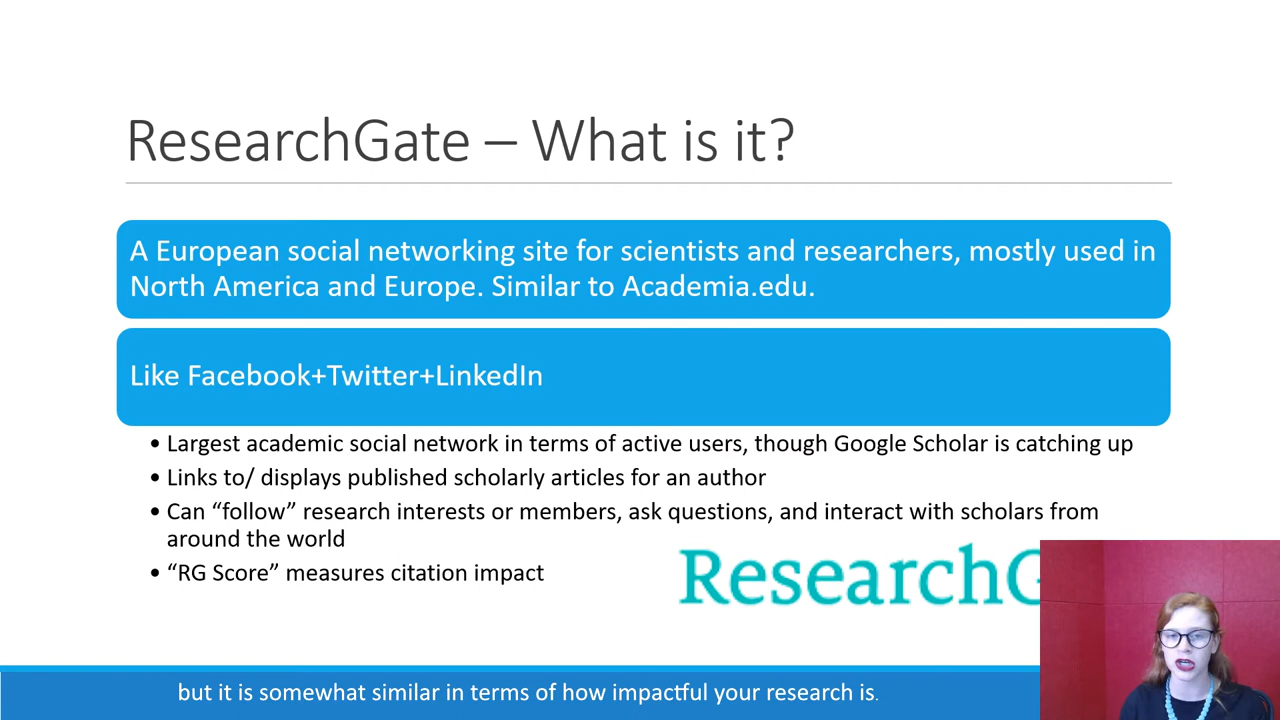 ResearchGate – What is it?
A European social networking site for scientists and researchers, mostly used in
North America and Europe. Similar to Academia.edu.
Like Facebook+Twitter+LinkedIn
• Largest academic social network in terms of active users, though Google Scholar is catching up
• Links to/ displays published scholarly articles for an author
• Can “follow” research interests or members, ask questions, and interact with scholars from
around the world
• “RG Score” measures citation impact
ResearchG
but it is somewhat similar in terms of how impactful your research is.